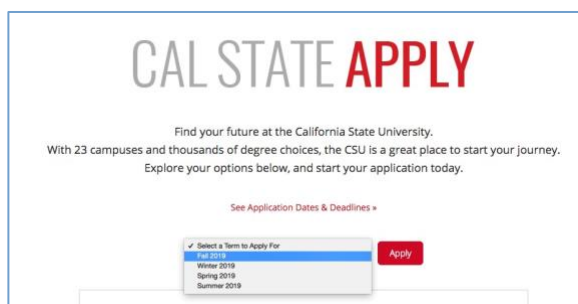 CAL STATE APPLY
Find your future at the California State University.
With 23 campuses and thousands of degree choices, the CSU is a great place to start your journey.
Explore your options below, and start your application today.
See Application Dates & Deadlines »
✓ Select a Term to Apply For
Fall 2019
Apply
Winter 2019
Spring 2019
Summer 2019